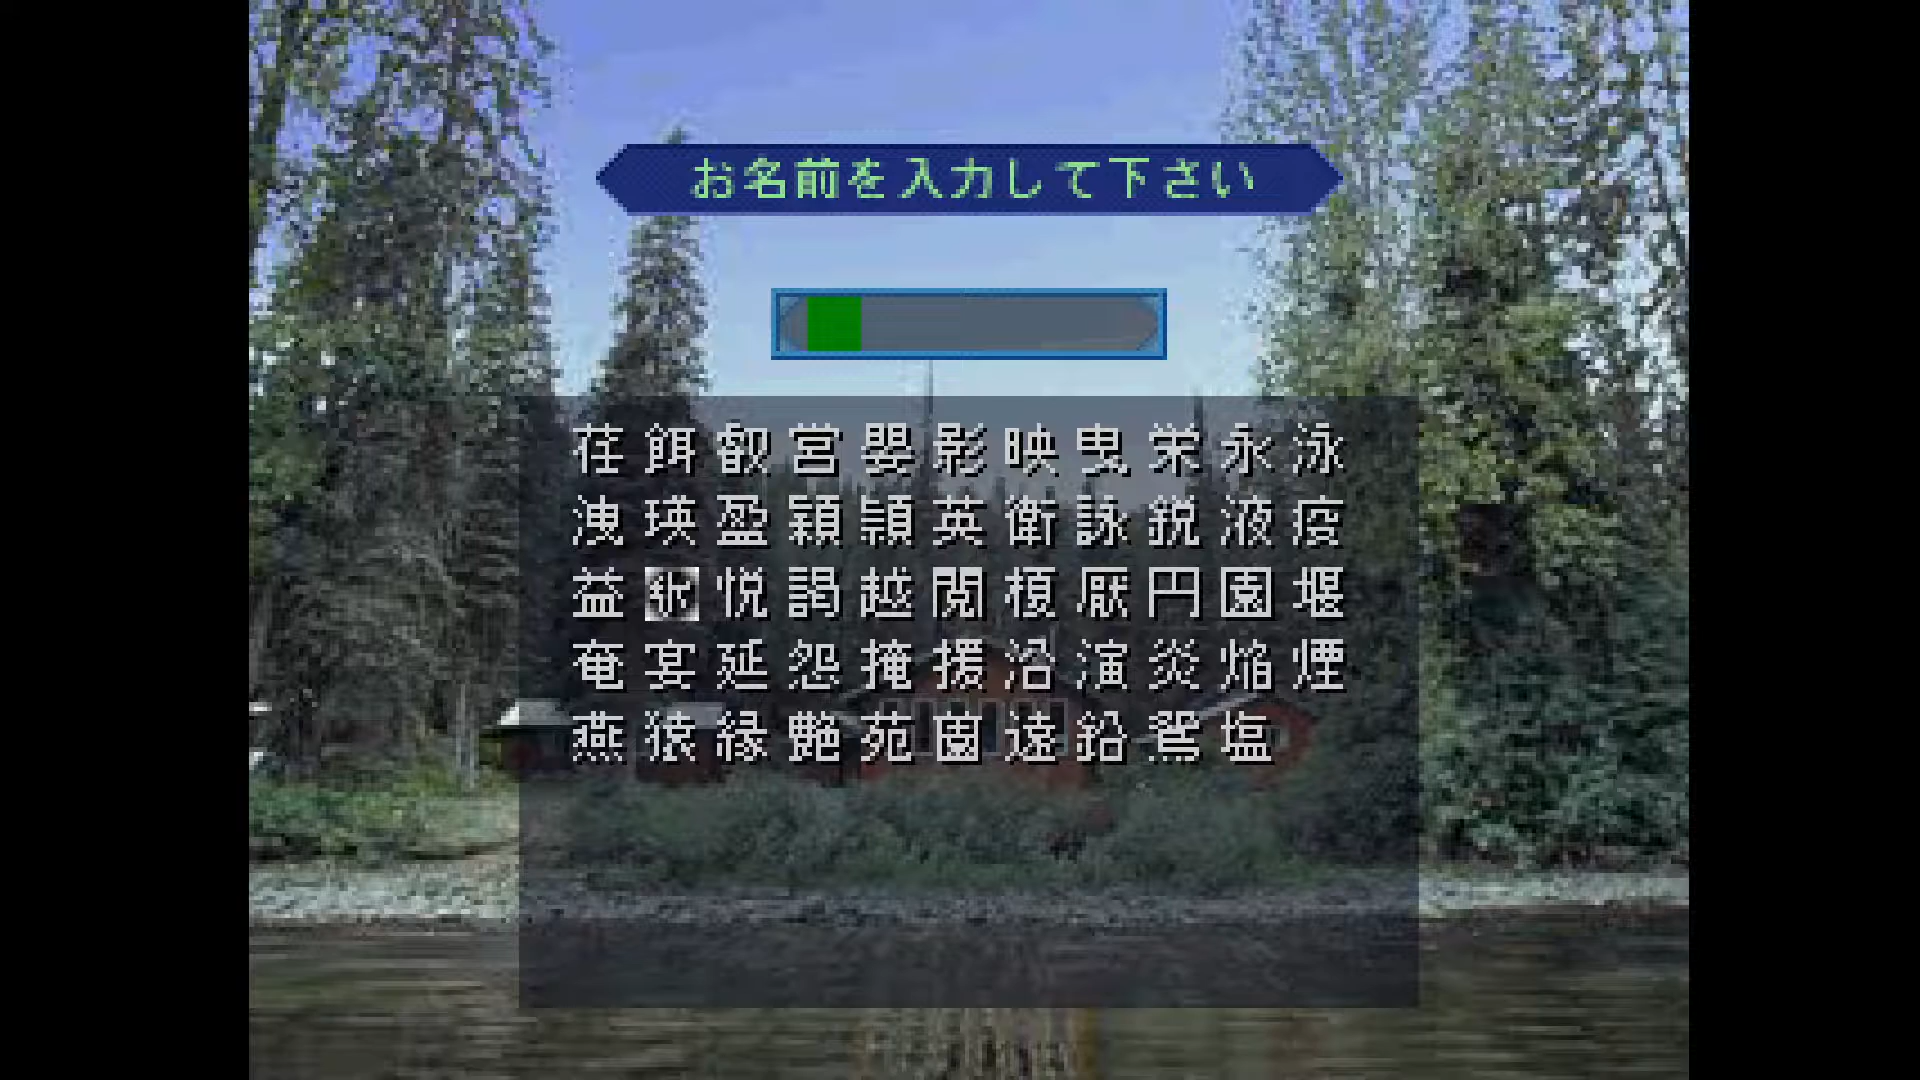 お名前を入力して下さい
荏餌叡営嬰影映曳栄永泳
洩瑛盈穎頴英衛詠鋭液疫
益駅悦謁越閲榎厭円園堰
奄宴延怨掩援沿演炎焔煙
燕猿縁艶苑薗遠鉛鴛塩